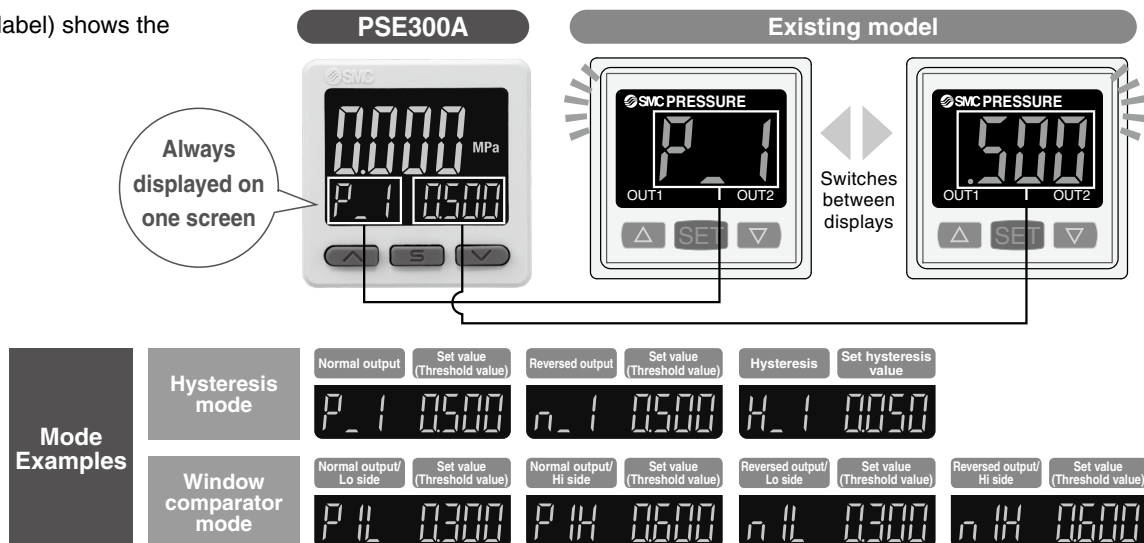 label) shows the
PSE300A
Existing model
SMC
0.000 MPa
P_1 0.500
S
Always
displayed on
one screen
SMC PRESSURE
P_1
OUT1 OUT2
SET
Switches
between
displays
SMC PRESSURE
.500
OUT1 OUT2
SET
Mode
Examples
Hysteresis
mode
Normal output
Set value
(Threshold value)
P_1 0.500
Reversed output
Set value
(Threshold value)
n_1 0.500
Hysteresis
Set hysteresis
value
H_1 0.050
Window
comparator
mode
Normal output/
Lo side
Set value
(Threshold value)
P1L 0.300
Normal output/
Hi side
Set value
(Threshold value)
P1H 0.600
Reversed output/
Lo side
Set value
(Threshold value)
n1L 0.300
Reversed output/
Hi side
Set value
(Threshold value)
n1H 0.600